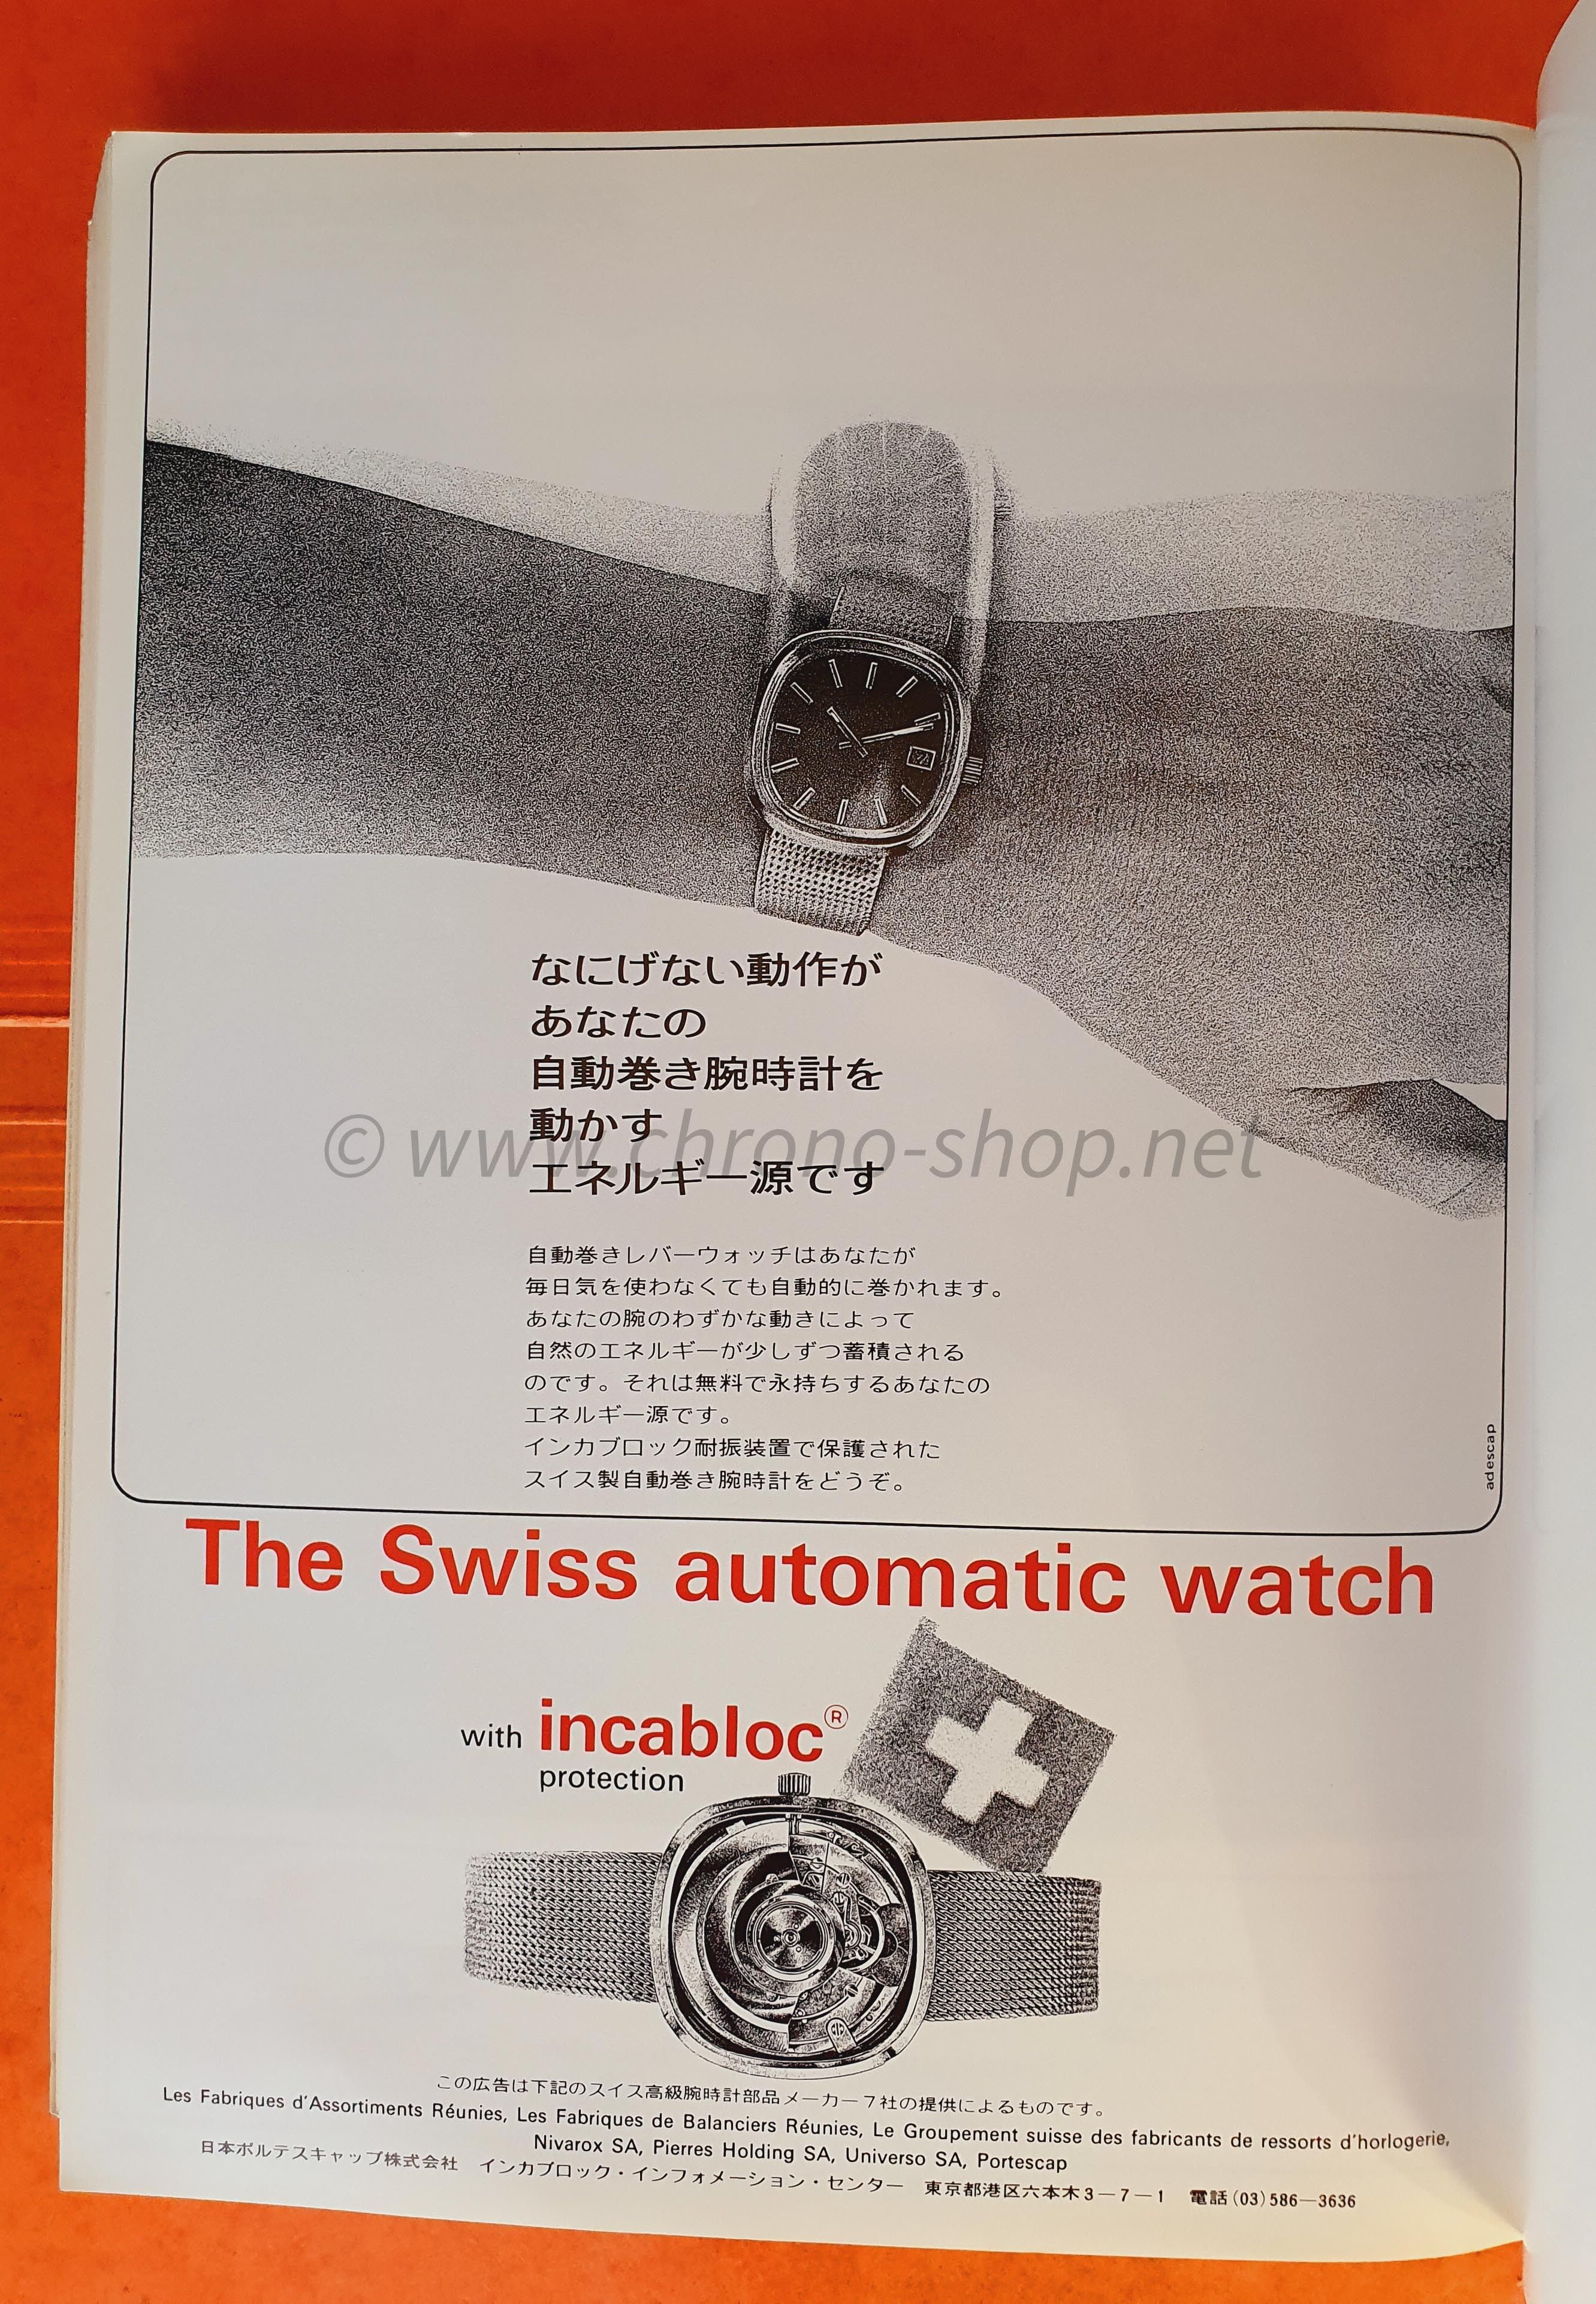 なにげない動作が
あなたの
自動巻き腕時計を
動かす
© www.chrono-shop.net
エネルギー源です
自動巻きレバーウォッチはあなたが
毎日気を使わなくても自動的に巻かれます。
あなたの腕のわずかな動きによって
自然のエネルギーが少しずつ蓄積される
のです。それは無料で永持ちするあなたの
エネルギー源です。
インカブロック耐振装置で保護された
スイス製自動巻き腕時計をどうぞ。
adescap
The Swiss automatic watch
with incabloc®
protection
この広告は下記のスイス高級腕時計部品メーカー7社の提供によるものです。
Les Fabriques d'Assortiments Réunies, Les Fabriques de Balanciers Réunies, Le Groupement suisse des fabricants de ressorts d'horlogerie,
Nivarox SA, Pierres Holding SA, Universo SA, Portescap
日本ポルテスキャップ株式会社 インカブロック・インフォメーション・センター 東京都港区六本木3—7—1 電話(03)586—3636